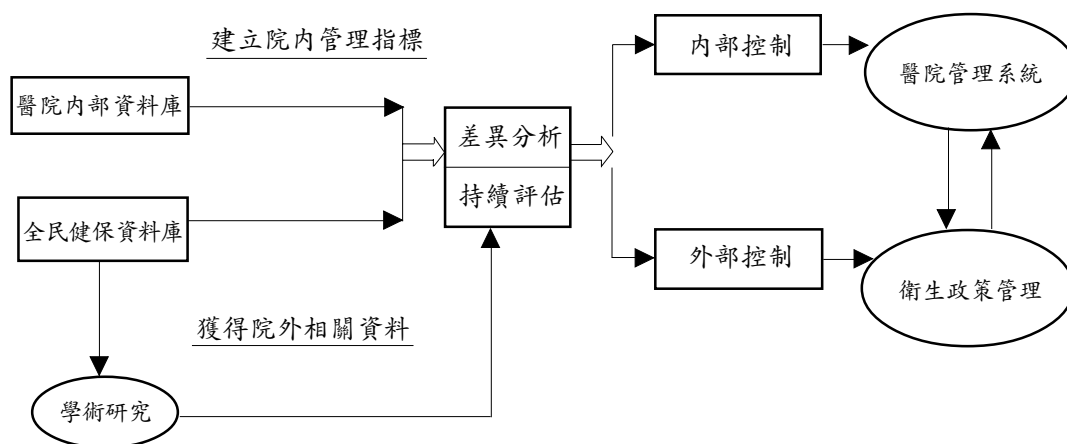 建立院內管理指標
醫院內部資料庫
全民健保資料庫
獲得院外相關資料
學術研究
差異分析
持續評估
內部控制
外部控制
醫院管理系統
衛生政策管理